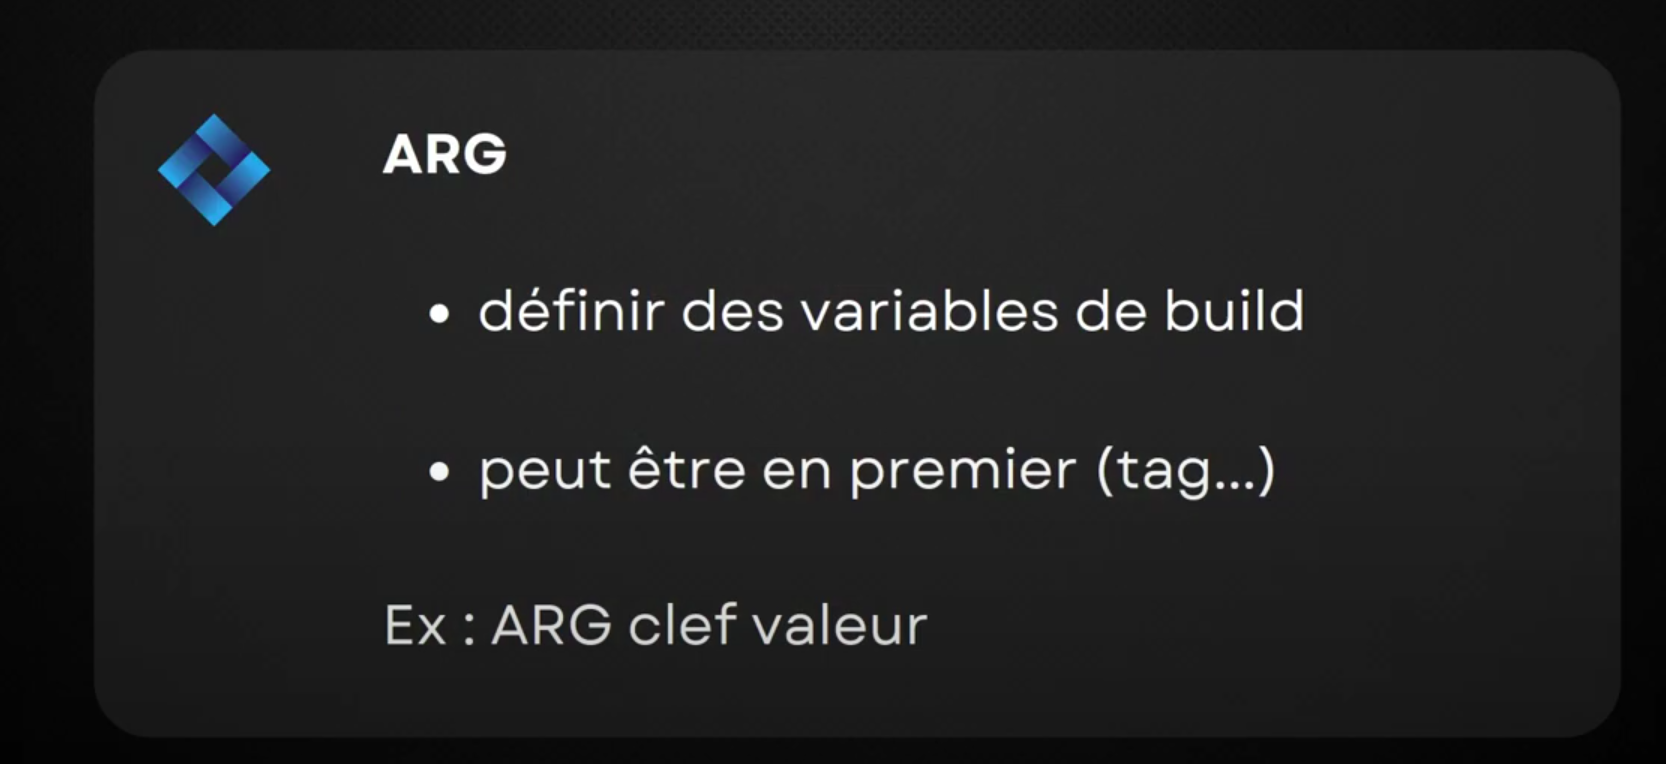 ARG
• définir des variables de build
• peut être en premier (tag...)
Ex : ARG clef valeur